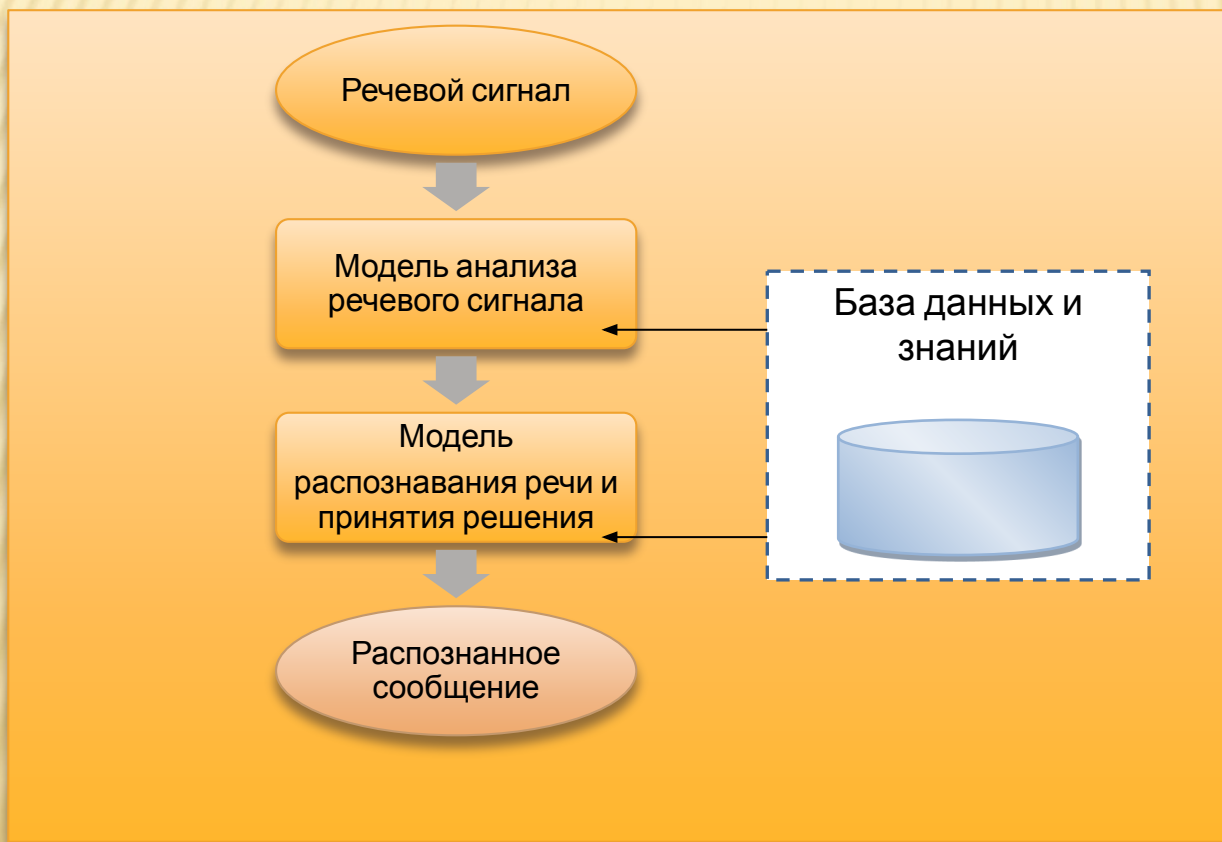 Речевой сигнал
Модель анализа
речевого сигнала
База данных и
знаний
Модель
распознавания речи и
принятия решения
Распознанное
сообщение